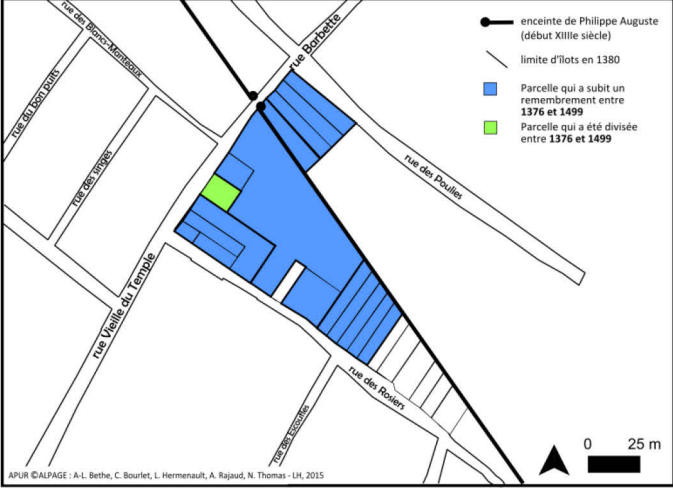 rue des Blancs-Manteaux
rue Barbette
rue du bon puits
rue des singes
rue des Poulies
rue Vieille du Temple
rue des Rosiers
rue des Escoufles
enceinte de Philippe Auguste
(début XIIIIe siècle)
limite d'îlots en 1380
Parcelle qui a subit un
remembrement entre
1376 et 1499
Parcelle qui a été divisée
entre 1376 et 1499
0 25 m
APUR ©ALPAGE : A-L. Bethe, C. Bourlet, L. Hermenault, A. Rajaud, N. Thomas - LH, 2015